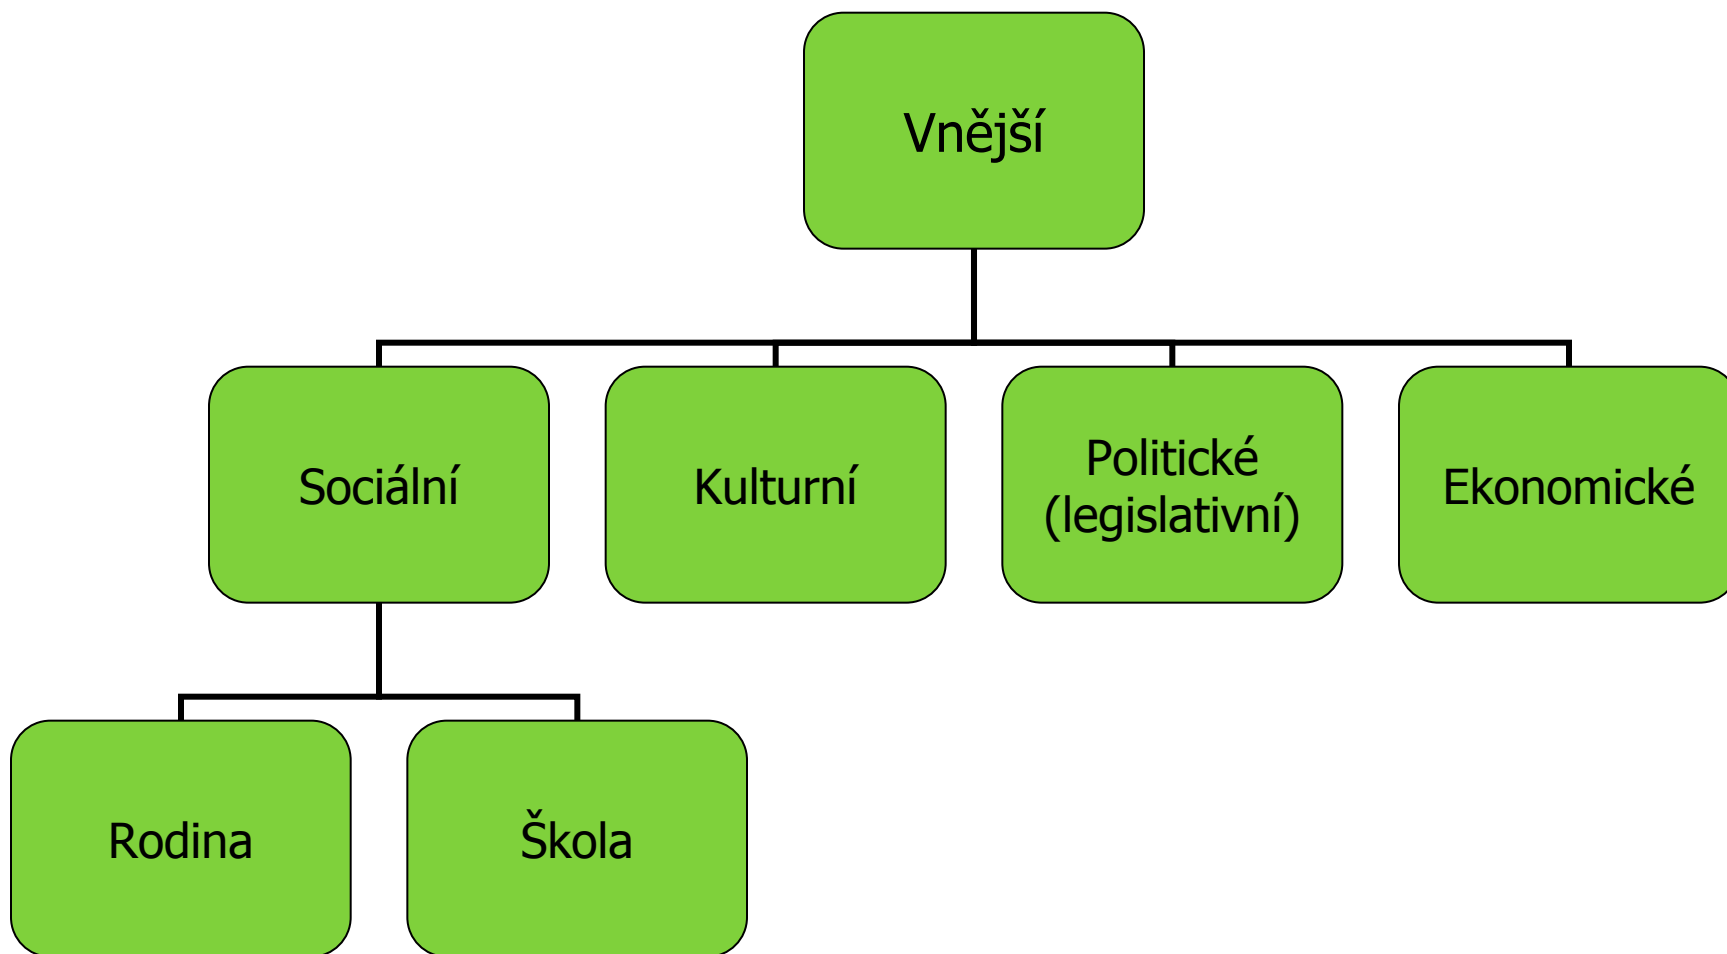 Vnější
Sociální
Kulturní
Politické
(legislativní)
Ekonomické
Rodina
Škola